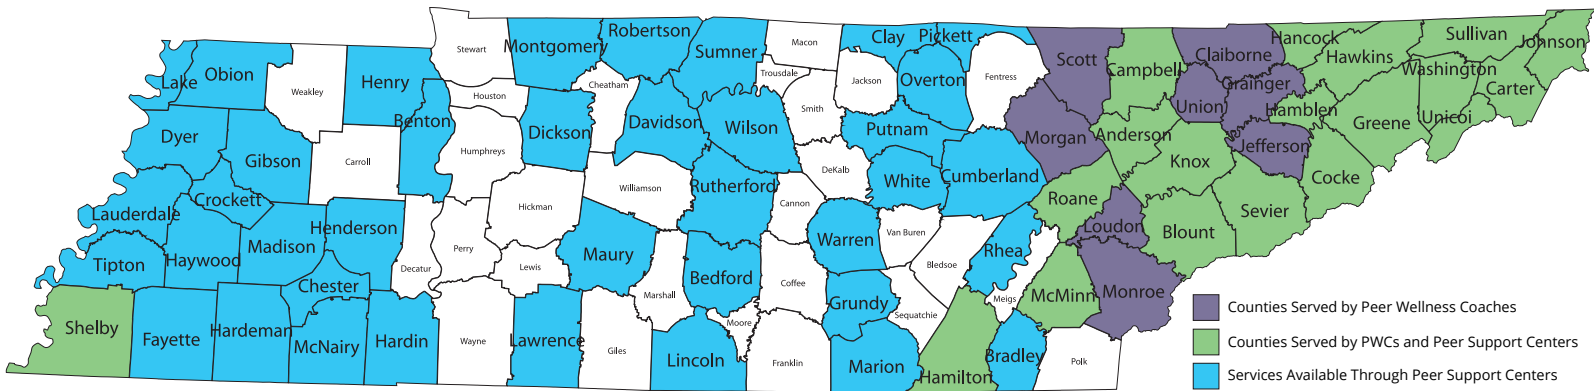 Lake
Obion
Weakley
Henry
Stewart
Montgomery
Robertson
Sumner
Macon
Clay
Pickett
Scott
Campbell
Claiborne
Hancock
Hawkins
Sullivan
Johnson
Houston
Cheatham
Trousdale
Smith
Jackson
Overton
Fentress
Union
Grainger
Hamblen
Washington
Carter
Unicoi
Greene
Dyer
Gibson
Carroll
Benton
Humphreys
Dickson
Davidson
Wilson
Putnam
Morgan
Anderson
Knox
Jefferson
Cocke
Lauderdale
Crockett
Williamson
Rutherford
Cannon
DeKalb
White
Cumberland
Roane
Loudon
Blount
Sevier
Tipton
Haywood
Madison
Henderson
Decatur
Perry
Hickman
Lewis
Maury
Marshall
Bedford
Coffee
Warren
Van Buren
Bledsoe
Rhea
Meigs
McMinn
Monroe
Chester
Shelby
Fayette
Hardeman
McNairy
Hardin
Wayne
Lawrence
Giles
Lincoln
Moore
Franklin
Grundy
Sequatchie
Marion
Hamilton
Bradley
Polk
Counties Served by Peer Wellness Coaches
Counties Served by PWCs and Peer Support Centers
Services Available Through Peer Support Centers